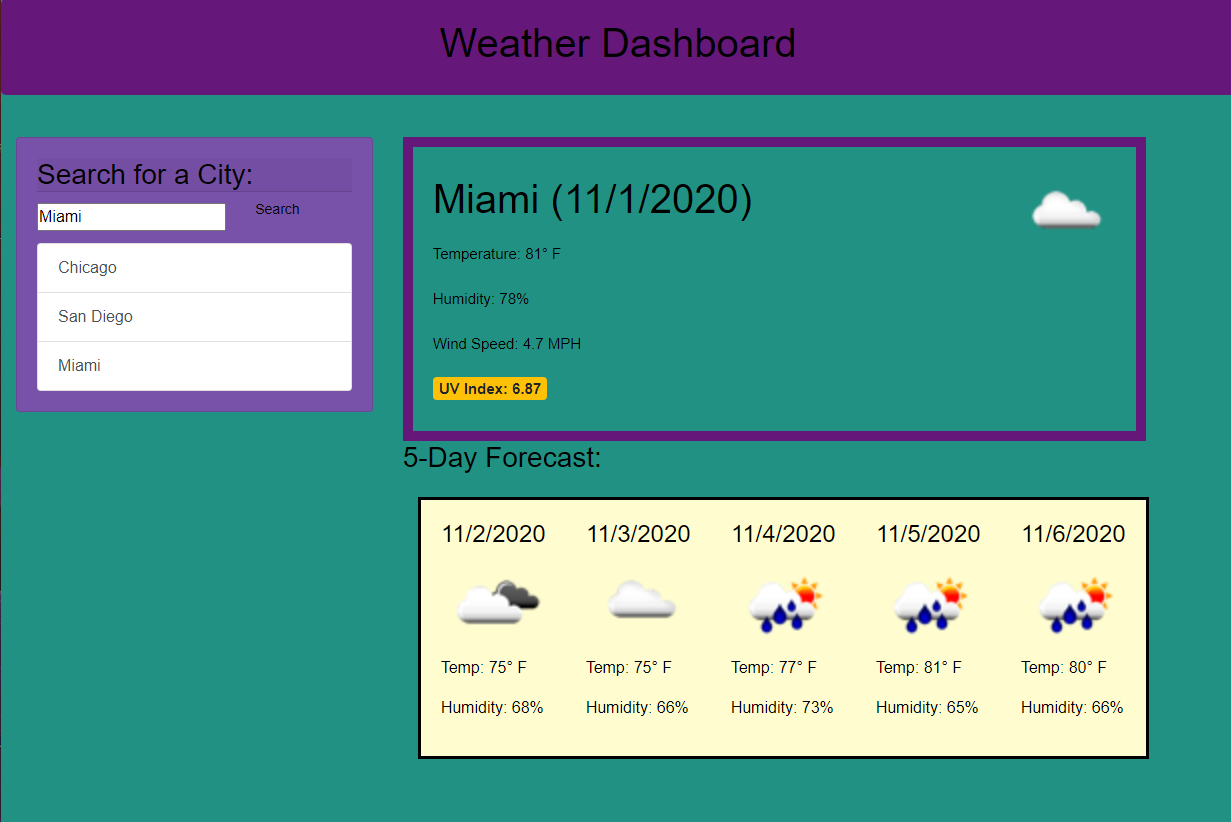 Weather Dashboard
Search for a City:
Miami
Search
Chicago
San Diego
Miami
Miami (11/1/2020)
Temperature: 81° F
Humidity: 78%
Wind Speed: 4.7 MPH
UV Index: 6.87
5-Day Forecast:
11/2/2020 11/3/2020 11/4/2020 11/5/2020 11/6/2020
Temp: 75° F Temp: 75° F Temp: 77° F Temp: 81° F Temp: 80° F
Humidity: 68% Humidity: 66% Humidity: 73% Humidity: 65% Humidity: 66%